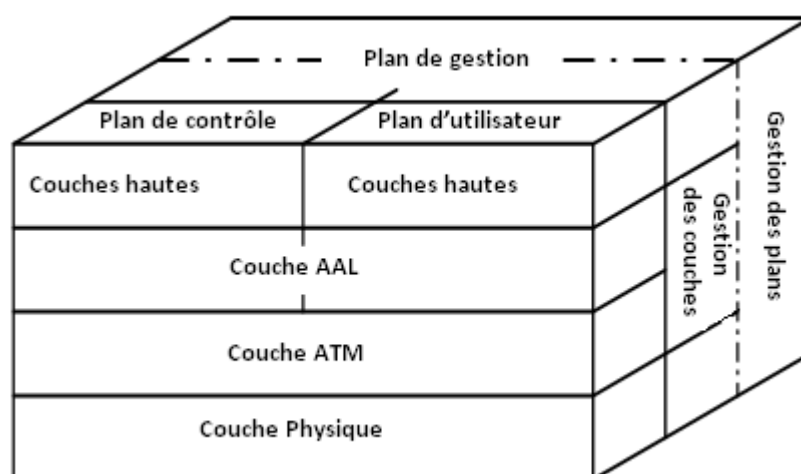 Plan de gestion
Plan de contrôle
Plan d'utilisateur
Couches hautes
Couches hautes
Couche AAL
Couche ATM
Couche Physique
Gestion
des couches
Gestion des plans